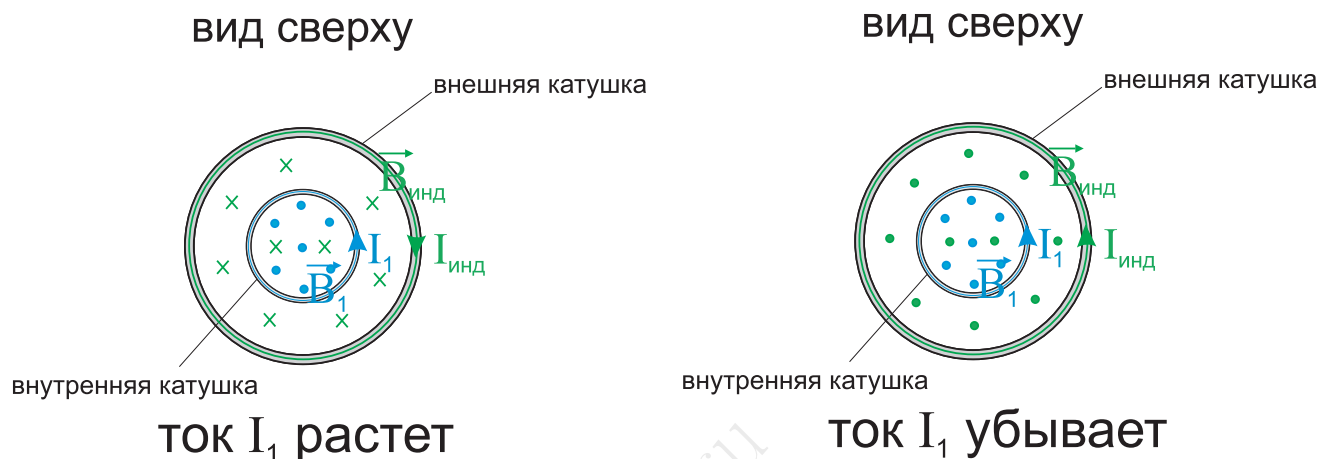 вид сверху
внешняя катушка
B⃗инд
I₁
Iинд
B⃗₁
внутренняя катушка
ток I₁ растет
вид сверху
внешняя катушка
B⃗инд
I₁
Iинд
B⃗₁
внутренняя катушка
ток I₁ убывает